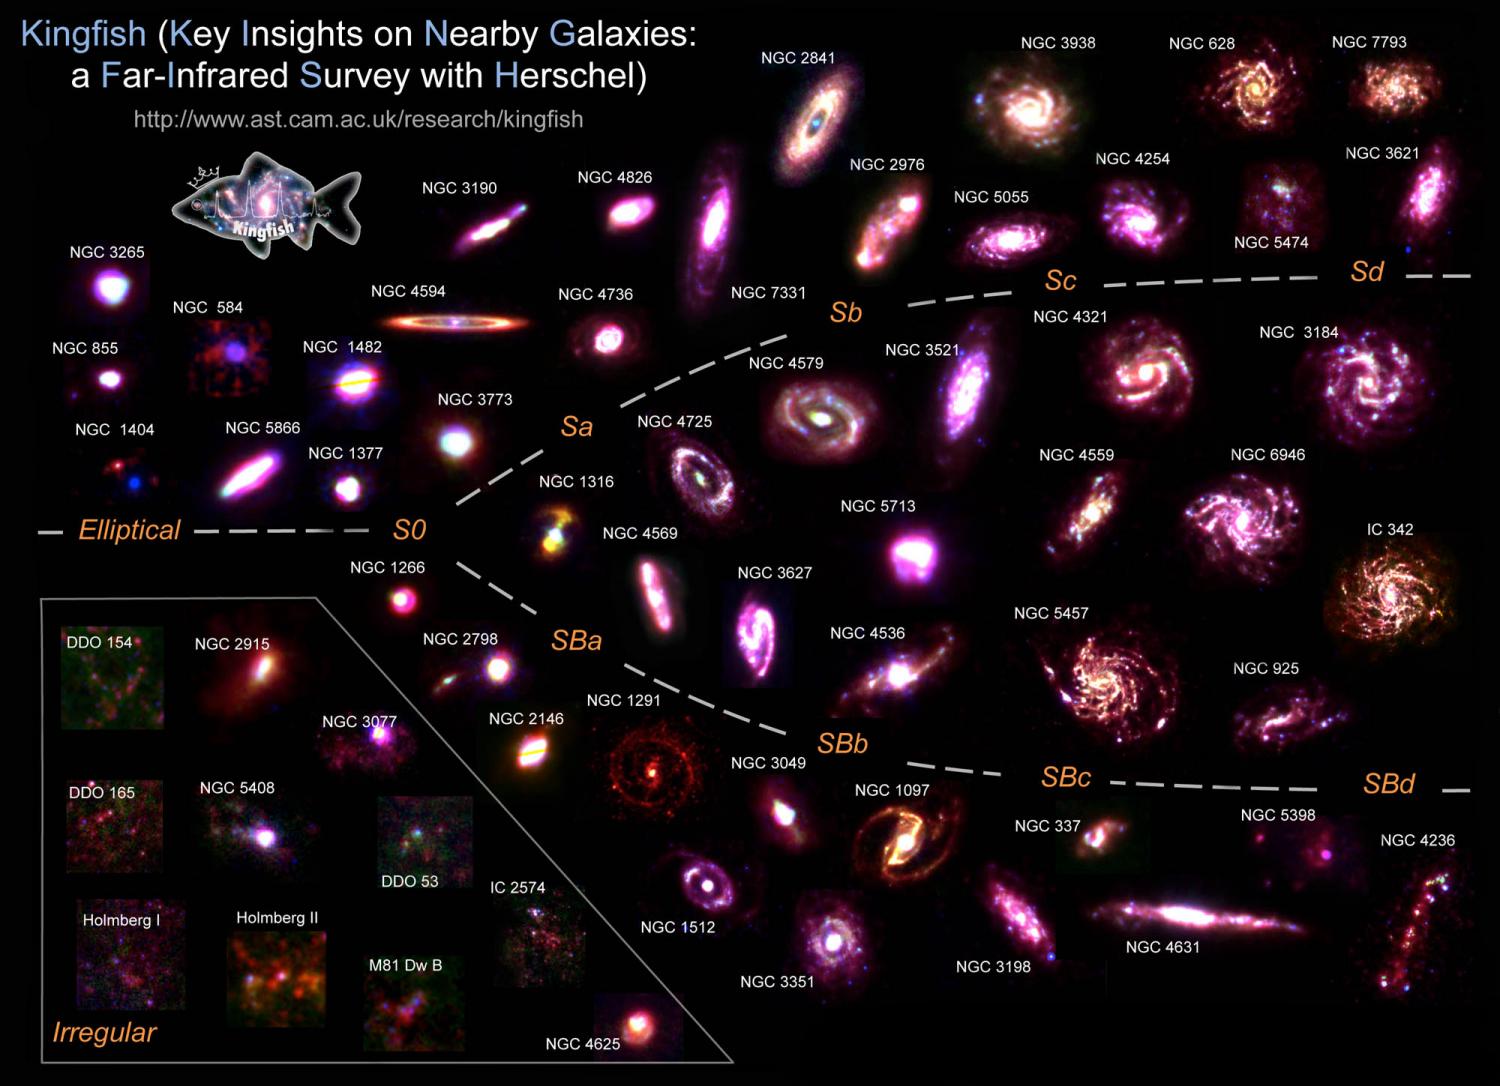 Kingfish (Key Insights on Nearby Galaxies:
a Far-Infrared Survey with Herschel)
http://www.ast.cam.ac.uk/research/kingfish
Kingfish
NGC 2841
NGC 3938
NGC 628
NGC 7793
NGC 3190
NGC 4826
NGC 2976
NGC 5055
NGC 4254
NGC 3621
NGC 5474
NGC 3265
NGC 584
NGC 4594
NGC 4736
NGC 7331
Sb
Sc
Sd
NGC 855
NGC 1482
NGC 3773
NGC 4579
NGC 3521
NGC 4321
NGC 3184
NGC 1404
NGC 5866
NGC 1377
Sa
NGC 4725
NGC 4559
NGC 6946
NGC 1316
NGC 5713
IC 342
Elliptical
S0
NGC 4569
NGC 1266
NGC 3627
NGC 5457
NGC 2798
SBa
NGC 4536
NGC 925
DDO 154
NGC 2915
NGC 3077
NGC 2146
NGC 1291
SBb
NGC 3049
SBc
SBd
DDO 165
NGC 5408
NGC 1097
NGC 337
NGC 5398
NGC 4236
DDO 53
IC 2574
NGC 1512
NGC 4631
Holmberg I
Holmberg II
M81 Dw B
NGC 3351
NGC 3198
Irregular
NGC 4625